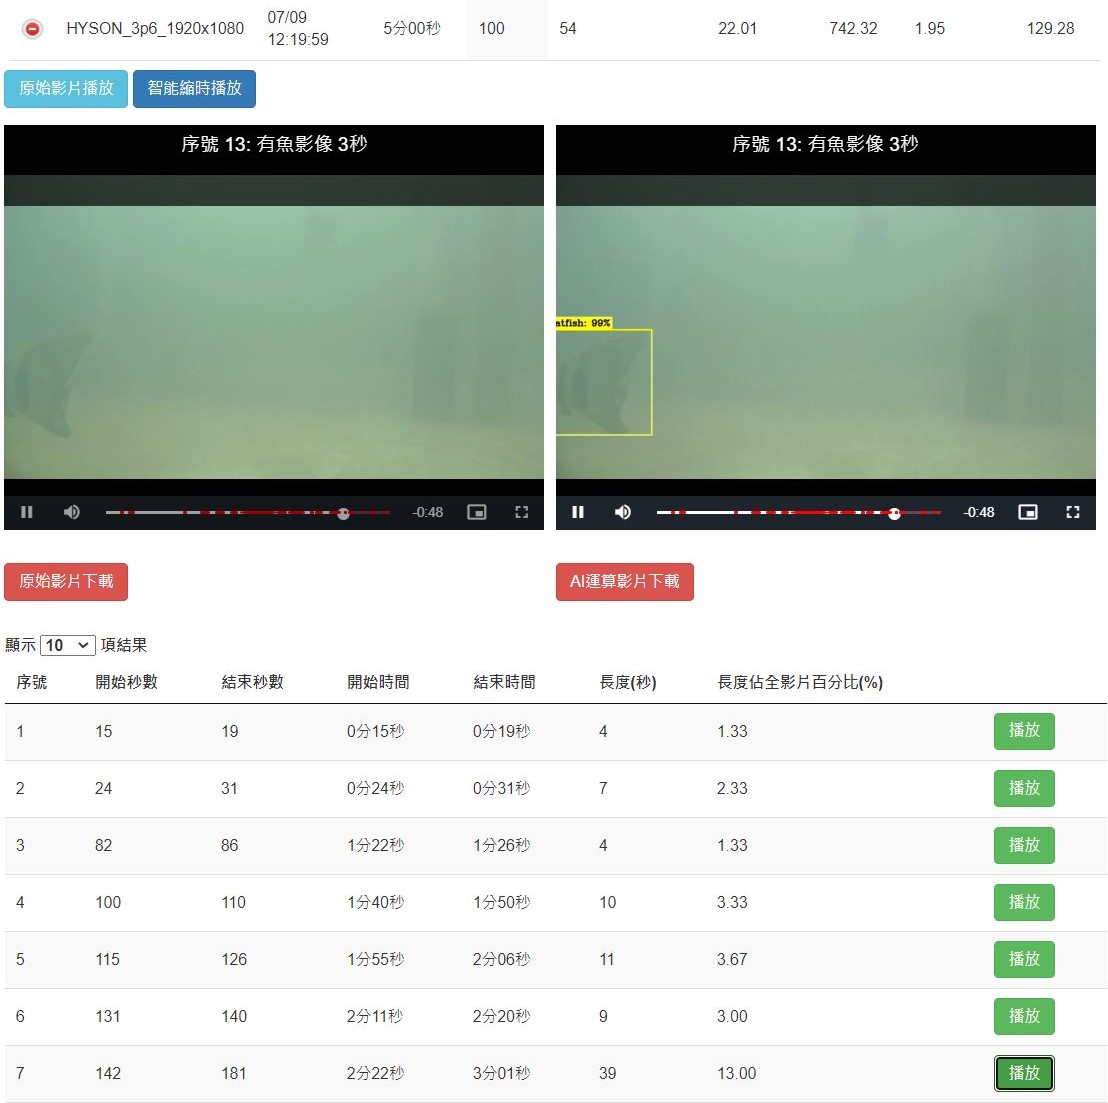 HYSON_3p6_1920x1080 07/09 12:19:59 5分00秒 100 54 22.01 742.32 1.95 129.28
原始影片播放 智能縮時播放
序號 13: 有魚影像 3秒 序號 13: 有魚影像 3秒
atfish: 99%
-0:48 -0:48
原始影片下載 AI運算影片下載
顯示 10 項結果
序號 開始秒數 結束秒數 開始時間 結束時間 長度(秒) 長度佔全影片百分比(%)
1 15 19 0分15秒 0分19秒 4 1.33 播放
2 24 31 0分24秒 0分31秒 7 2.33 播放
3 82 86 1分22秒 1分26秒 4 1.33 播放
4 100 110 1分40秒 1分50秒 10 3.33 播放
5 115 126 1分55秒 2分06秒 11 3.67 播放
6 131 140 2分11秒 2分20秒 9 3.00 播放
7 142 181 2分22秒 3分01秒 39 13.00 播放